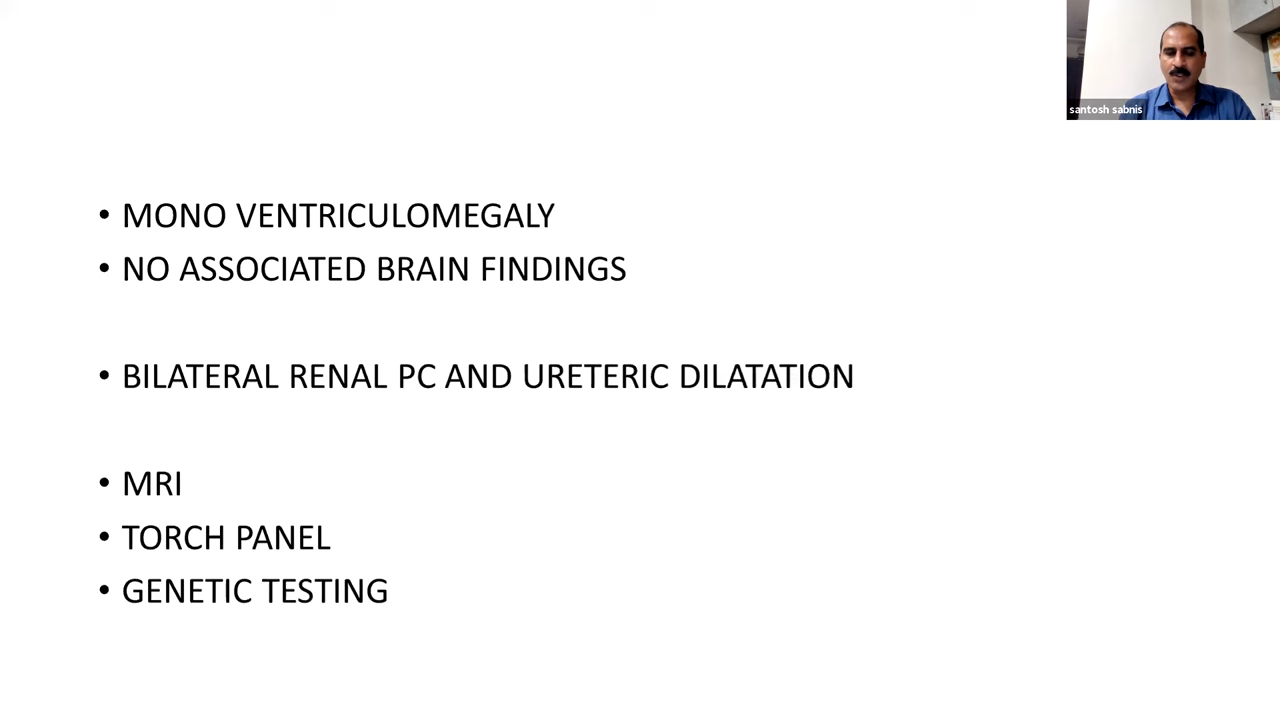 santosh sabnis
• MONO VENTRICULOMEGALY
• NO ASSOCIATED BRAIN FINDINGS
• BILATERAL RENAL PC AND URETERIC DILATATION
• MRI
• TORCH PANEL
• GENETIC TESTING